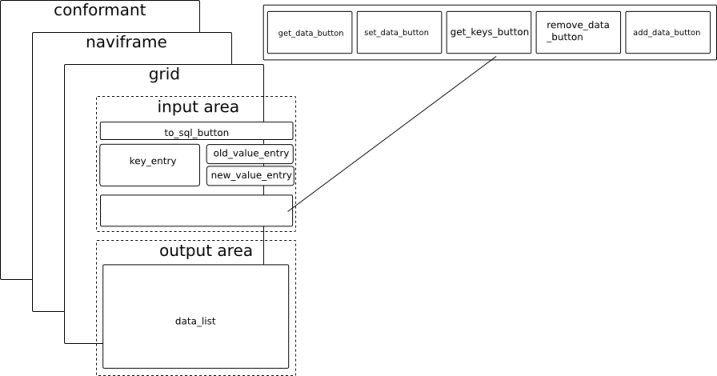 conformant
naviframe
grid
input area
to_sql_button
key_entry
old_value_entry
new_value_entry
get_data_button
set_data_button
get_keys_button
remove_data
_button
add_data_button
output area
data_list